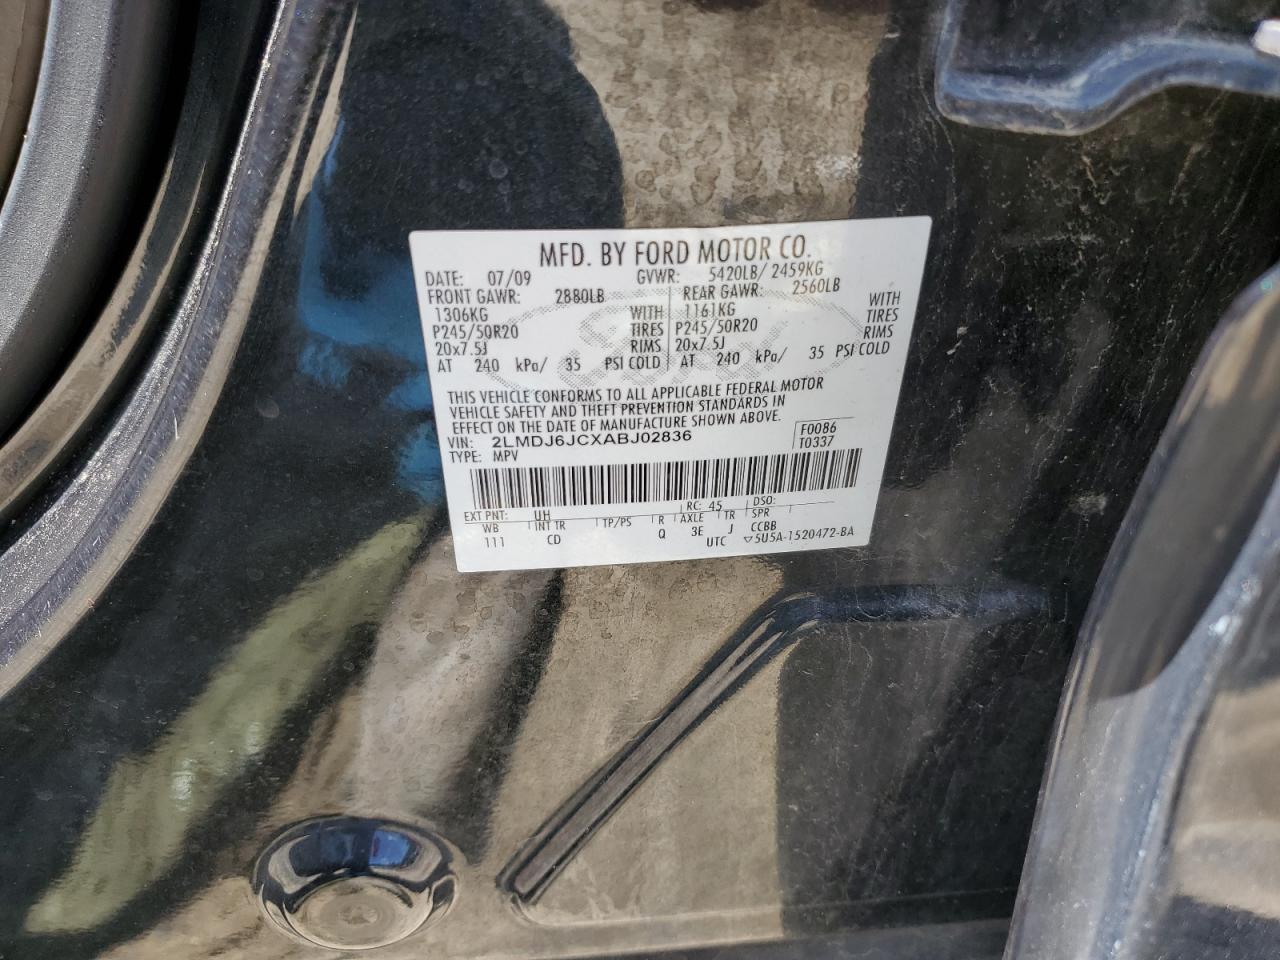 MFD. BY FORD MOTOR CO.
DATE: 07/09 GVWR: 5420LB/ 2459KG
FRONT GAWR: 2880LB REAR GAWR: 2560LB
1306KG WITH 1161KG WITH
P245/50R20 TIRES P245/50R20 TIRES
20x7.5J RIMS 20x7.5J RIMS
AT 240 kPa/ 35 PSI COLD AT 240 kPa/ 35 PSI COLD
THIS VEHICLE CONFORMS TO ALL APPLICABLE FEDERAL MOTOR
VEHICLE SAFETY AND THEFT PREVENTION STANDARDS IN
EFFECT ON THE DATE OF MANUFACTURE SHOWN ABOVE.
VIN: 2LMDJ6JCXABJ02836 F0086
TYPE: MPV T0337
EXT PNT: UH RC: 45 DSO:
WB INT TR TP/PS R AXLE TR SPR
111 CD Q 3E J CCBB
UTC ▽5U5A-1520472-BA